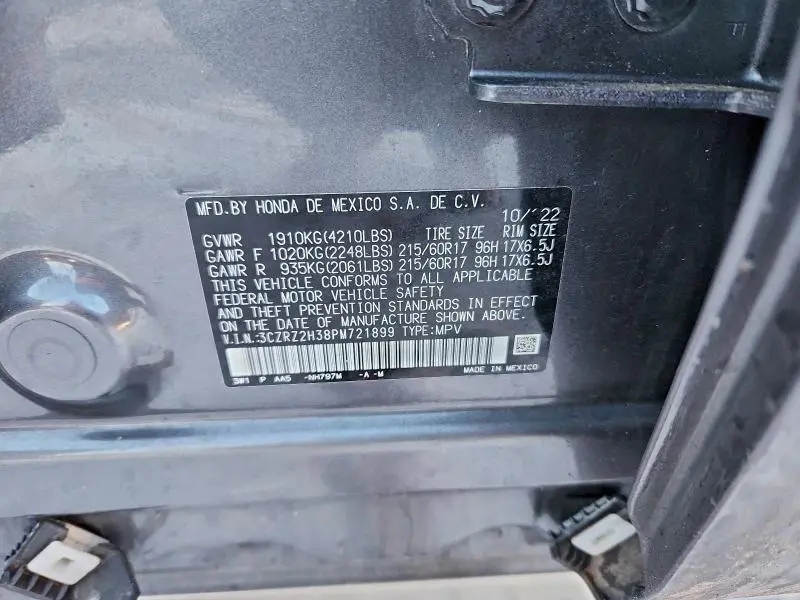 MFD.BY HONDA DE MEXICO S.A. DE C.V.
10/'22
GVWR 1910KG(4210LBS) TIRE SIZE RIM SIZE
GAWR F 1020KG(2248LBS) 215/60R17 96H 17X6.5J
GAWR R 935KG(2061LBS) 215/60R17 96H 17X6.5J
THIS VEHICLE CONFORMS TO ALL APPLICABLE
FEDERAL MOTOR VEHICLE SAFETY
AND THEFT PREVENTION STANDARDS IN EFFECT
ON THE DATE OF MANUFACTURE SHOWN ABOVE.
V.I.N:3CZRZ2H38PM721899 TYPE:MPV
3W1 P AA5 -NH797M -A -M MADE IN MEXICO